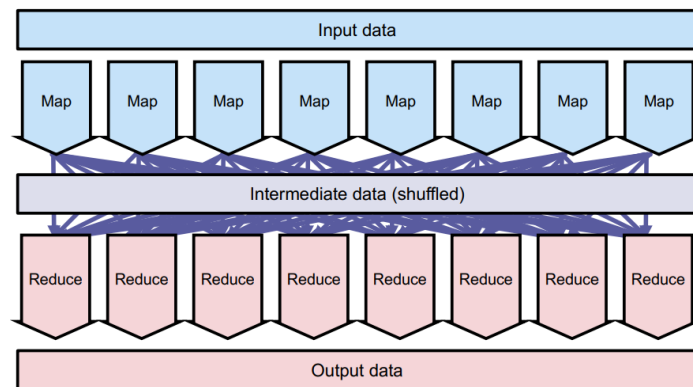 Input data
Map Map Map Map Map Map Map Map
Intermediate data (shuffled)
Reduce Reduce Reduce Reduce Reduce Reduce Reduce Reduce
Output data